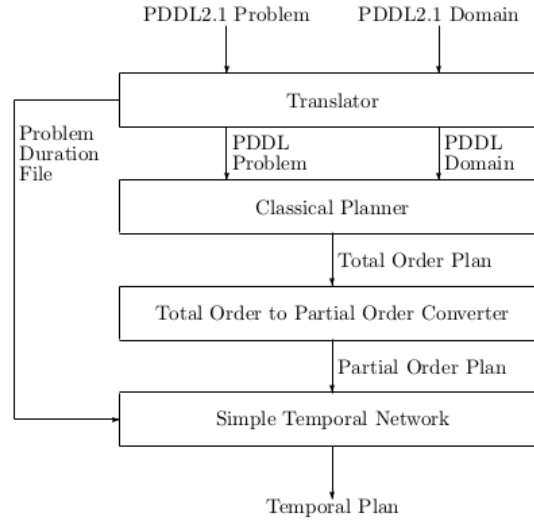 PDDL2.1 Problem
PDDL2.1 Domain
Translator
Problem
Duration
File
PDDL
Problem
PDDL
Domain
Classical Planner
Total Order Plan
Total Order to Partial Order Converter
Partial Order Plan
Simple Temporal Network
Temporal Plan